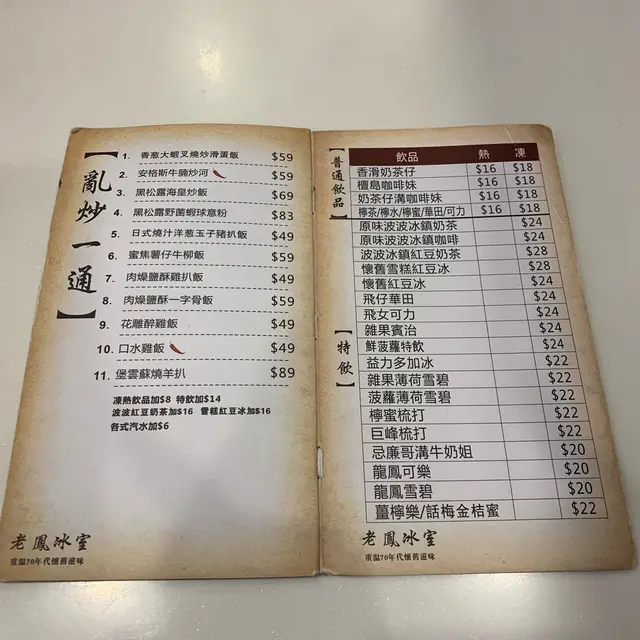 【亂炒一通】
1. 香葱大蝦叉燒炒滑蛋飯 $59
2. 安格斯牛腩炒河 $59
3. 黑松露海皇炒飯 $69
4. 黑松露野菌蝦球意粉 $83
5. 日式燒汁洋葱玉子豬扒飯 $49
6. 蜜焦薯仔牛柳飯 $59
7. 肉燥鹽酥雞扒飯 $49
8. 肉燥鹽酥一字骨飯 $59
9. 花雕醉雞飯 $49
10. 口水雞飯 $49
11. 堡雲蘇燒羊扒 $89
凍熱飲品加$8 特飲加$14
波波紅豆奶茶加$16 雪糕紅豆冰加$16
各式汽水加$6
老鳳冰室
重温70年代懷舊滋味
【普通飲品】
飲品 熱 凍
香滑奶茶仔 $16 $18
檀島咖啡妹 $16 $18
奶茶仔溝咖啡妹 $16 $18
檸茶/檸水/檸蜜/華田/可力 $16 $18
【特飲】
原味波波冰鎮奶茶 $24
原味波波冰鎮咖啡 $24
波波冰鎮紅豆奶茶 $28
懷舊雪糕紅豆冰 $28
懷舊紅豆冰 $24
飛仔華田 $24
飛女可力 $24
雜果賓治 $24
鮮菠蘿特飲 $24
益力多加冰 $22
雜果薄荷雪碧 $22
菠蘿薄荷雪碧 $22
檸蜜梳打 $22
巨峰梳打 $22
忌廉哥溝牛奶姐 $20
龍鳳可樂 $20
龍鳳雪碧 $20
薑檸樂/話梅金桔蜜 $22
老鳳冰室
重温70年代懷舊滋味